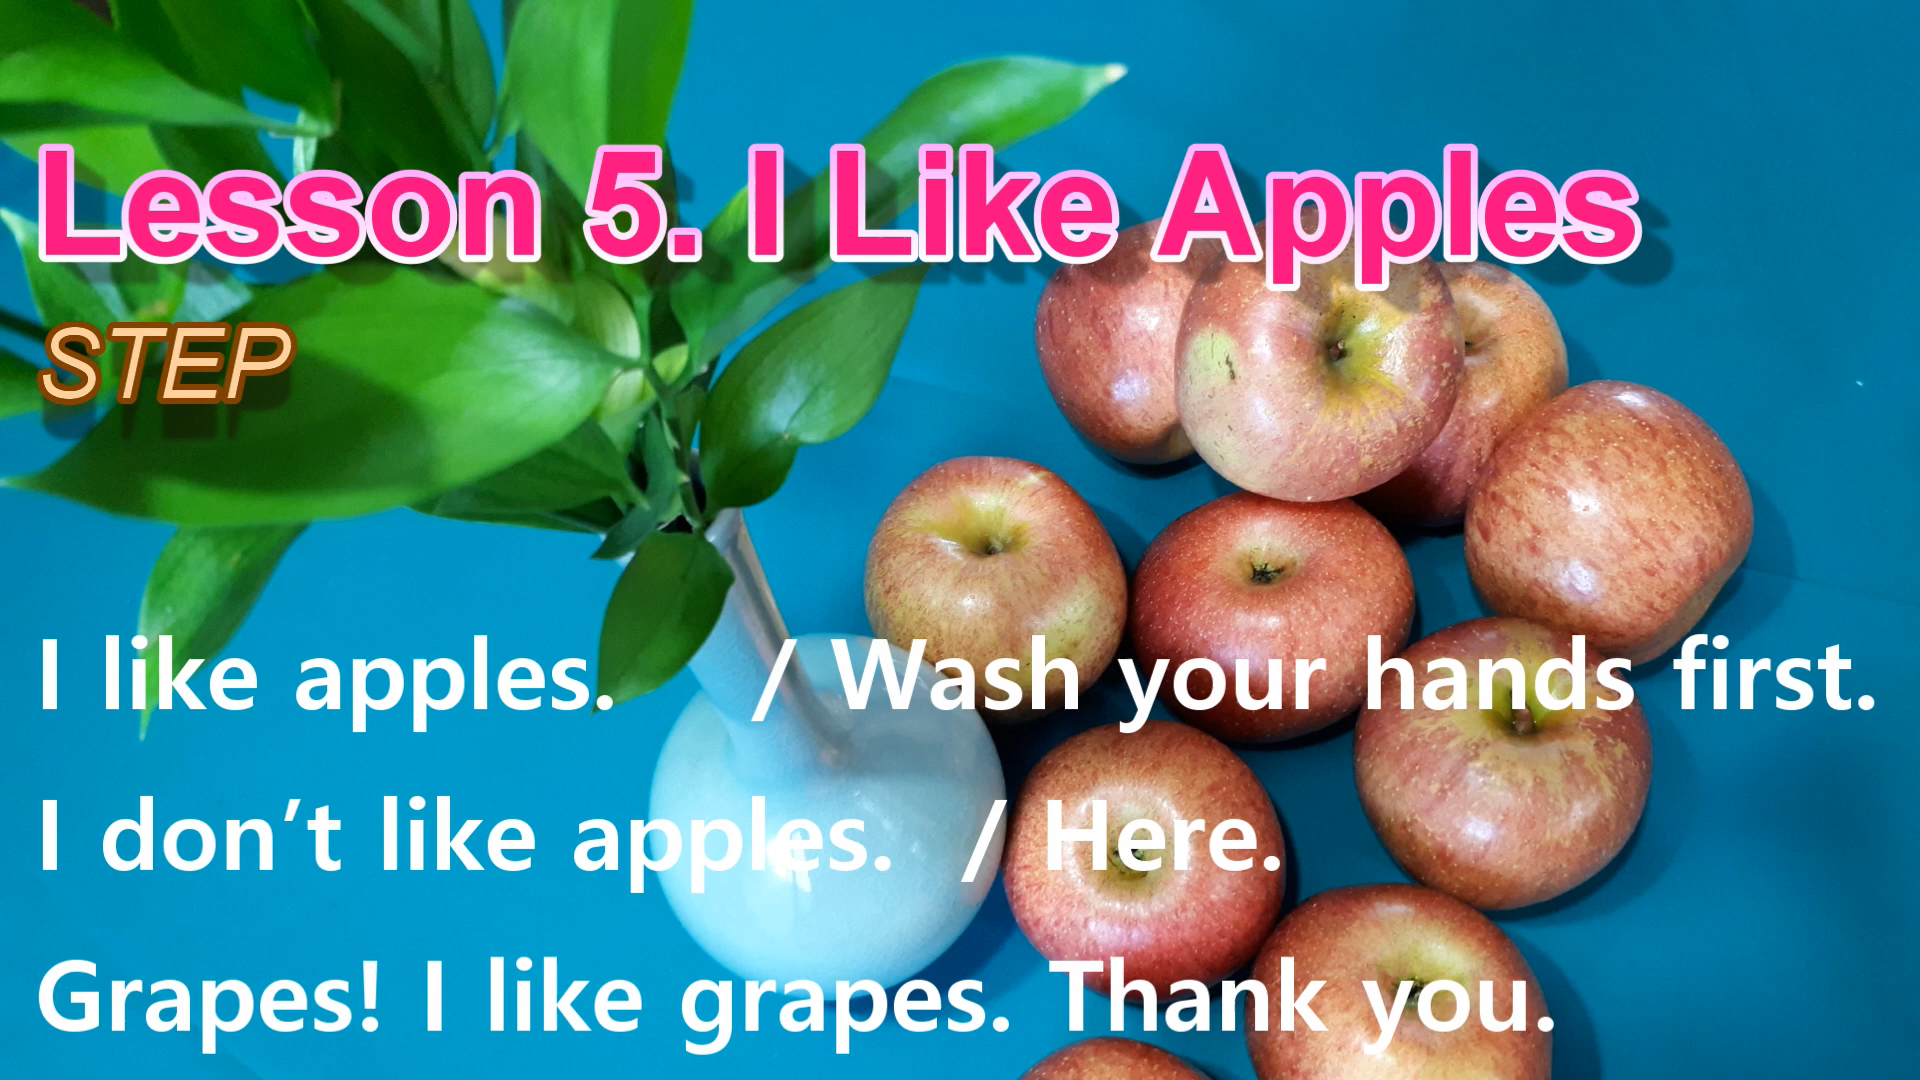 Lesson 5. I Like Apples
STEP
I like apples. / Wash your hands first.
I don’t like apples. / Here.
Grapes! I like grapes. Thank you.